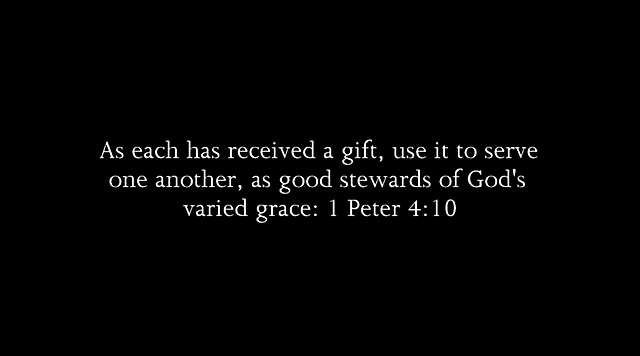 As each has received a gift, use it to serve
one another, as good stewards of God's
varied grace: 1 Peter 4:10